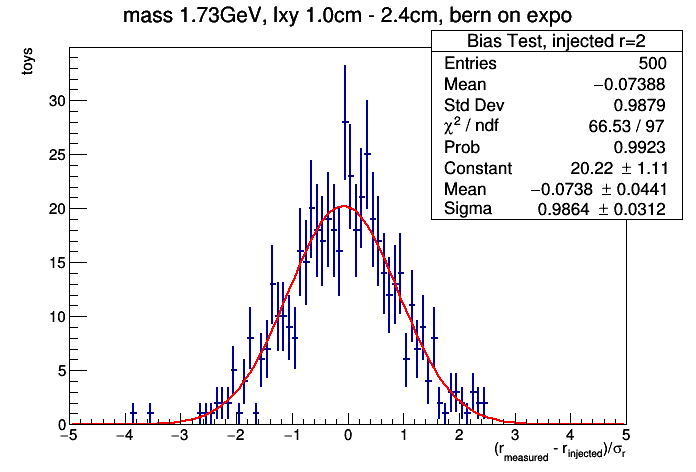 mass 1.73GeV, lxy 1.0cm - 2.4cm, bern on expo
Bias Test, injected r=2
Entries 500
Mean −0.07388
Std Dev 0.9879
χ² / ndf 66.53 / 97
Prob 0.9923
Constant 20.22 ± 1.11
Mean −0.0738 ± 0.0441
Sigma 0.9864 ± 0.0312
toys
30
25
20
15
10
5
0
−5 −4 −3 −2 −1 0 1 2 3 4 5
(r_measured - r_injected)/σ_r